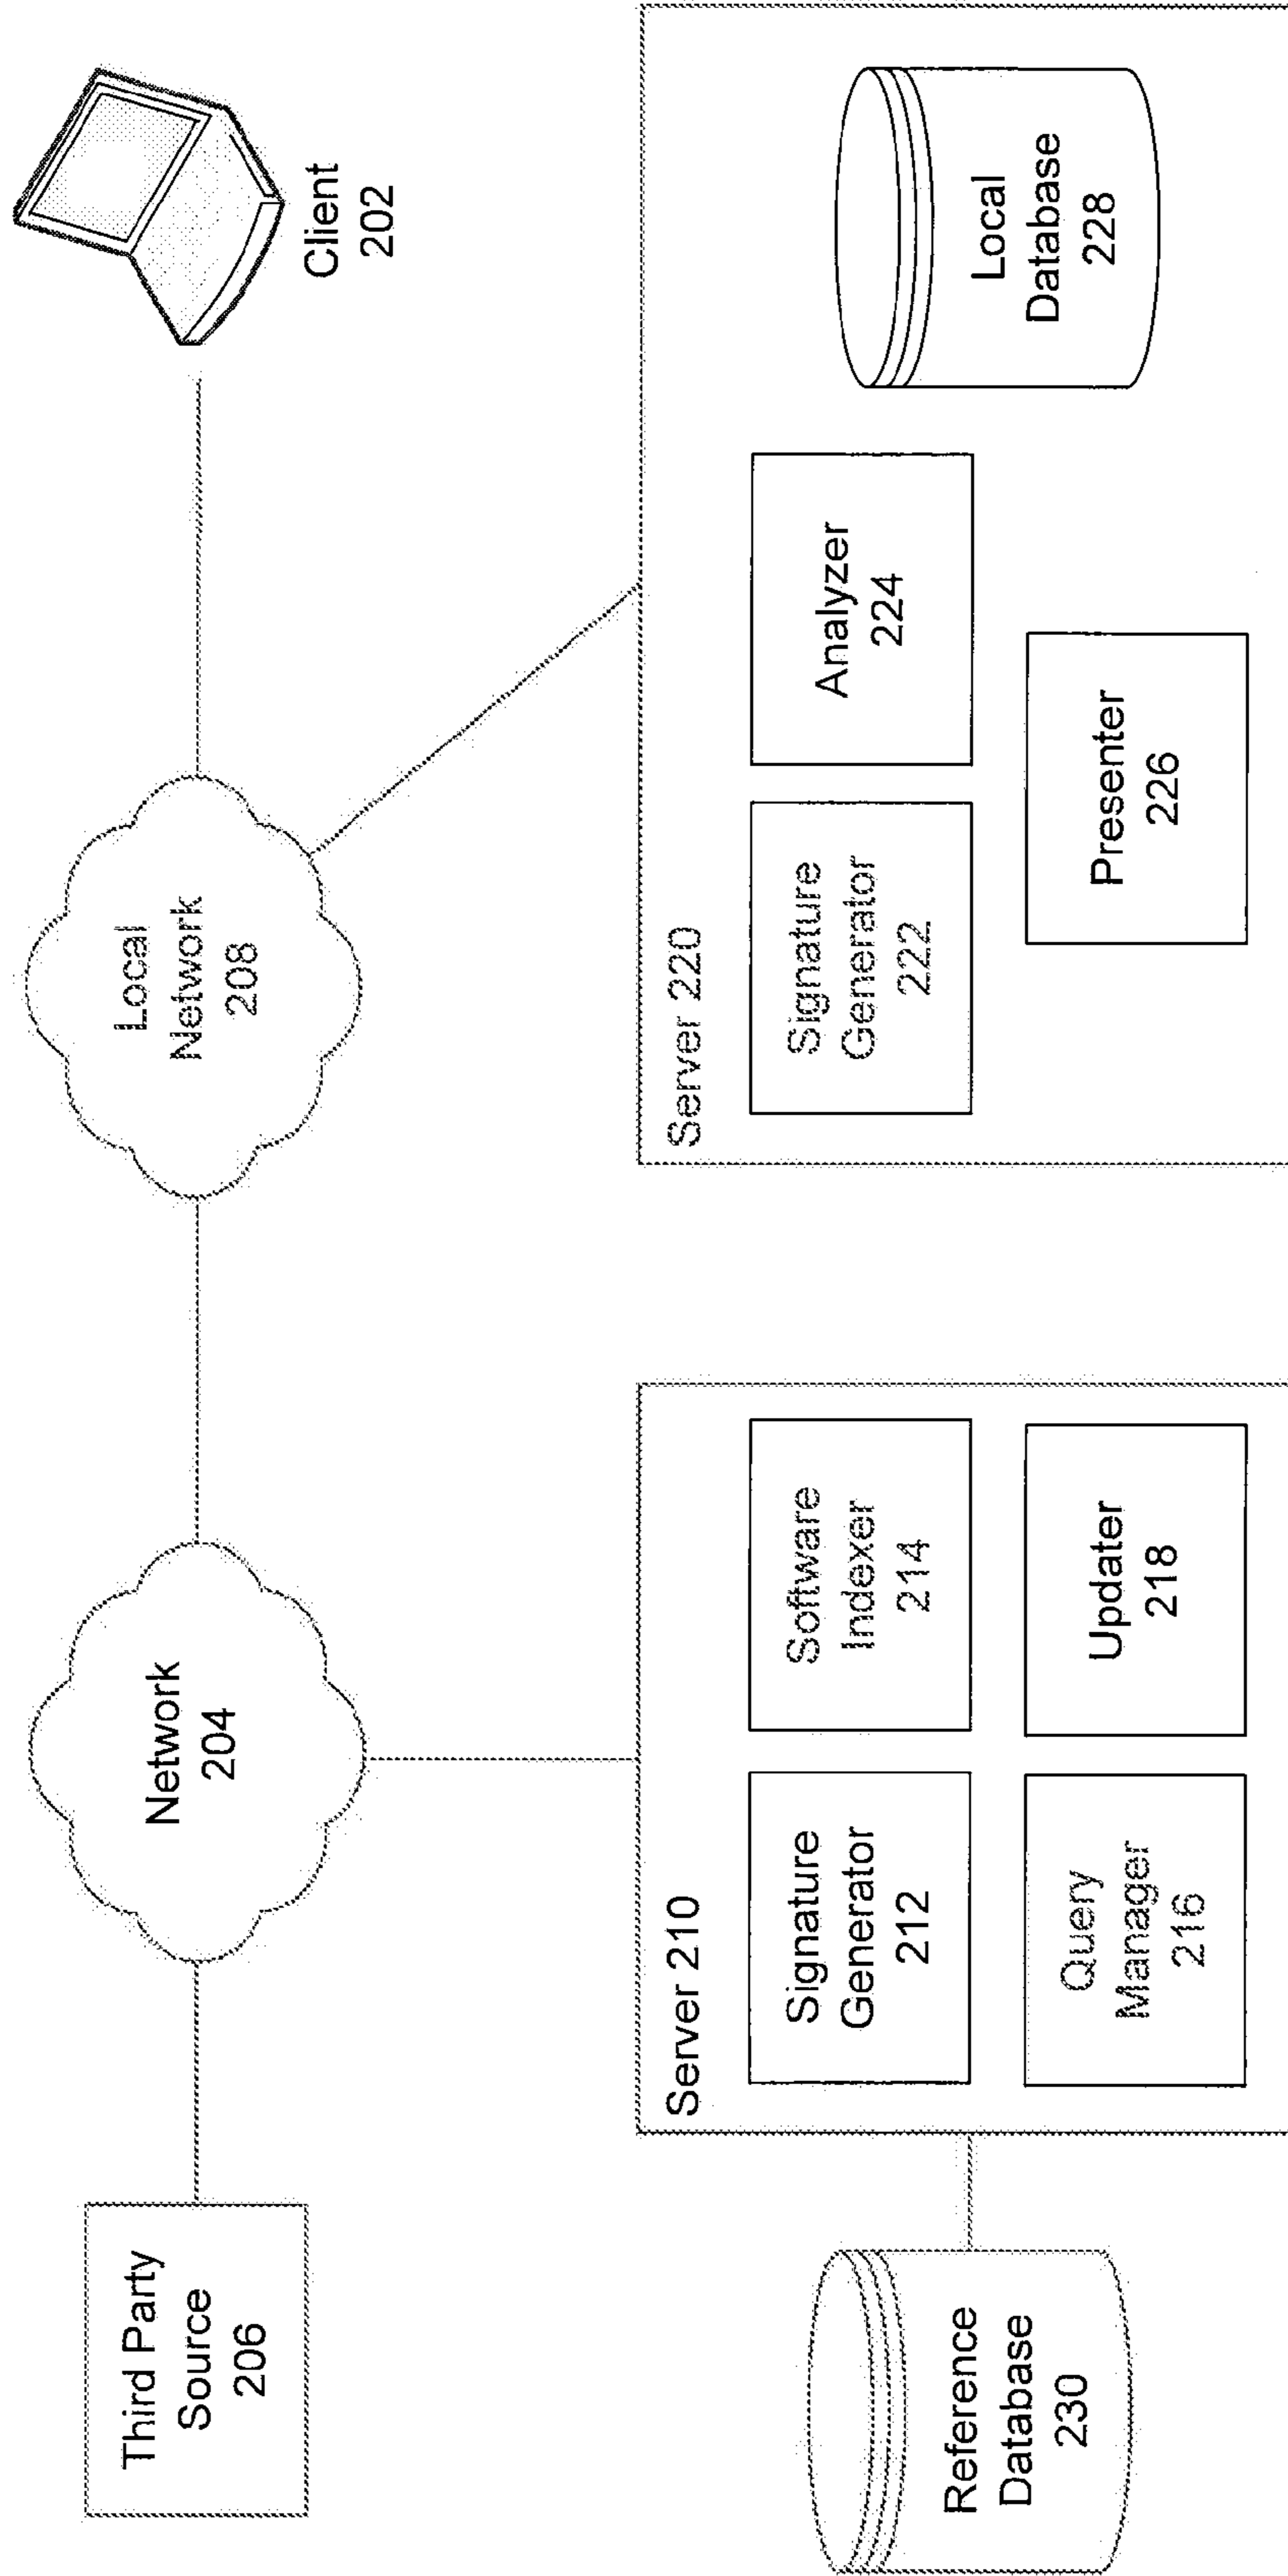 Third Party
Source
206
Network
204
Local
Network
208
Client
202
Reference
Database
230
Server 210
Signature
Generator
212
Software
Indexer
214
Query
Manager
216
Updater
218
Server 220
Signature
Generator
222
Analyzer
224
Presenter
226
Local
Database
228